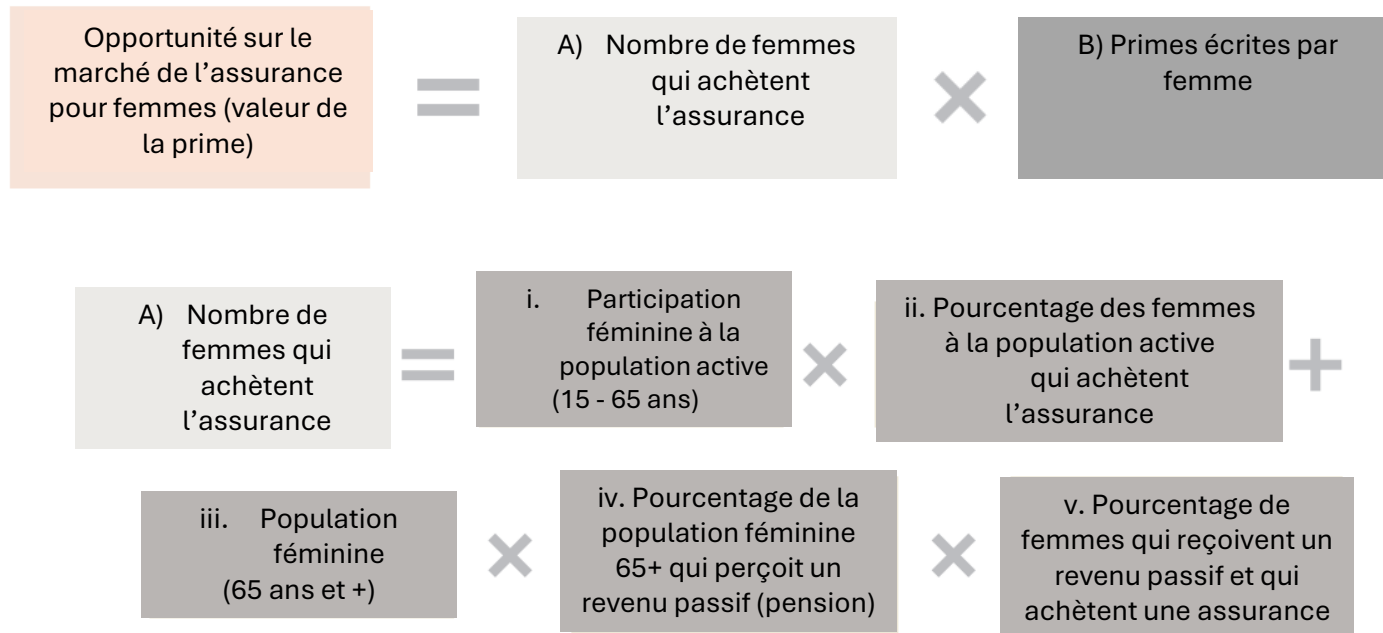 Opportunité sur le
marché de l’assurance
pour femmes (valeur de
la prime)
=
A) Nombre de femmes
qui achètent
l’assurance
×
B) Primes écrites par
femme
A) Nombre de
femmes qui
achètent
l’assurance
=
i. Participation
féminine à la
population active
(15 - 65 ans)
×
ii. Pourcentage des femmes
à la population active
qui achètent
l’assurance
+
iii. Population
féminine
(65 ans et +)
×
iv. Pourcentage de la
population féminine
65+ qui perçoit un
revenu passif (pension)
×
v. Pourcentage de
femmes qui reçoivent un
revenu passif et qui
achètent une assurance